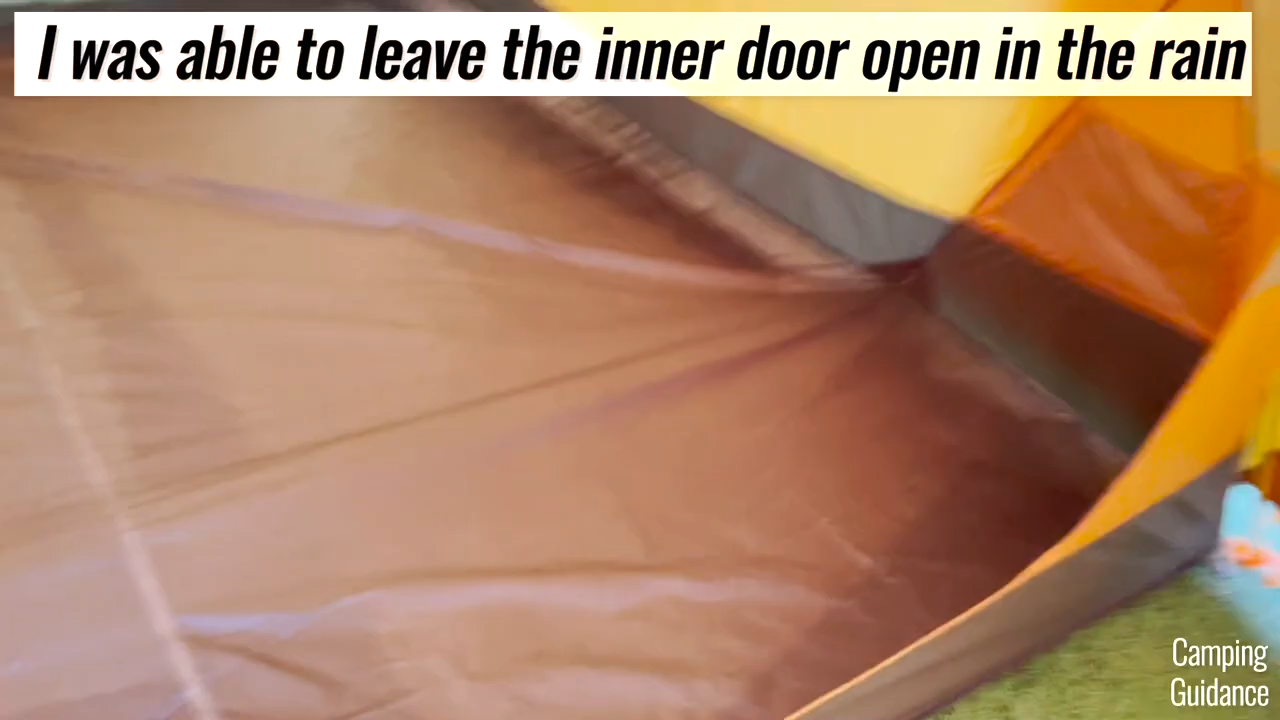 I was able to leave the inner door open in the rain
Camping
Guidance